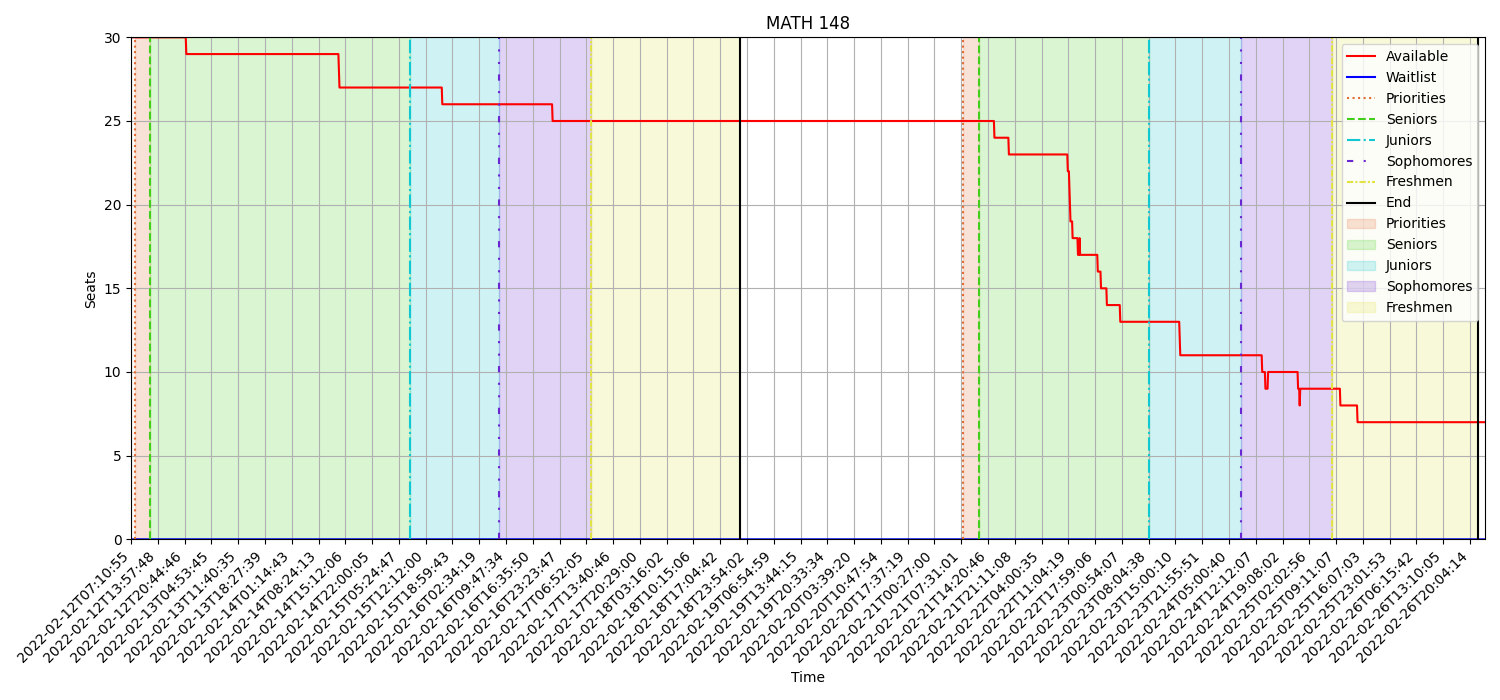 MATH 148
Seats
30
25
20
15
10
5
0
Available
Waitlist
Priorities
Seniors
Juniors
Sophomores
Freshmen
End
Priorities
Seniors
Juniors
Sophomores
Freshmen
2022-02-12T07:10:55
2022-02-12T13:57:48
2022-02-12T20:44:46
2022-02-13T04:53:45
2022-02-13T11:40:35
2022-02-13T18:27:39
2022-02-14T01:14:43
2022-02-14T08:24:13
2022-02-14T15:12:06
2022-02-14T22:00:05
2022-02-15T05:24:47
2022-02-15T12:12:00
2022-02-15T18:59:43
2022-02-16T02:34:19
2022-02-16T09:47:34
2022-02-16T16:35:50
2022-02-16T23:23:47
2022-02-17T06:52:05
2022-02-17T13:40:46
2022-02-17T20:29:00
2022-02-18T03:16:02
2022-02-18T10:15:06
2022-02-18T17:04:42
2022-02-18T23:54:02
2022-02-19T06:54:59
2022-02-19T13:44:15
2022-02-19T20:33:34
2022-02-20T03:39:20
2022-02-20T10:47:54
2022-02-20T17:37:19
2022-02-21T00:27:00
2022-02-21T07:31:01
2022-02-21T14:20:46
2022-02-21T21:11:08
2022-02-22T04:00:35
2022-02-22T11:04:19
2022-02-22T17:59:06
2022-02-23T00:54:07
2022-02-23T08:04:38
2022-02-23T15:00:10
2022-02-23T21:55:51
2022-02-24T05:00:40
2022-02-24T12:12:07
2022-02-24T19:08:02
2022-02-25T02:02:56
2022-02-25T09:11:07
2022-02-25T16:07:03
2022-02-25T23:01:53
2022-02-26T06:15:42
2022-02-26T13:10:05
2022-02-26T20:04:14
Time